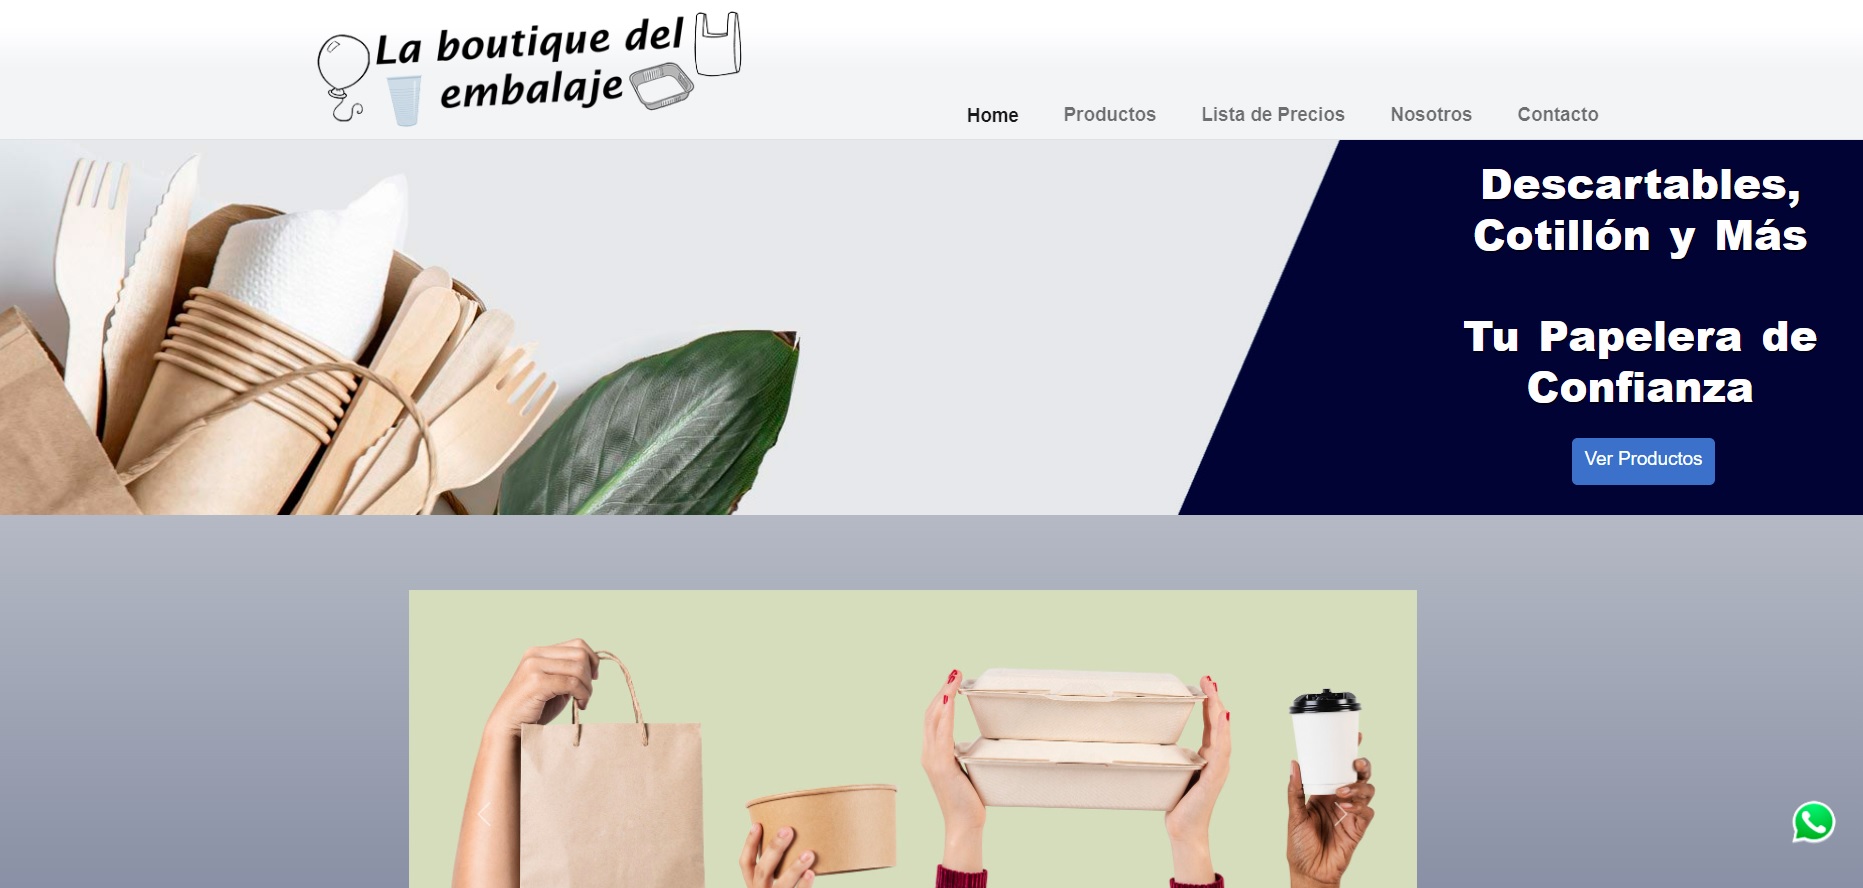 La boutique del
embalaje
Home Productos Lista de Precios Nosotros Contacto
Descartables,
Cotillón y Más
Tu Papelera de
Confianza
Ver Productos